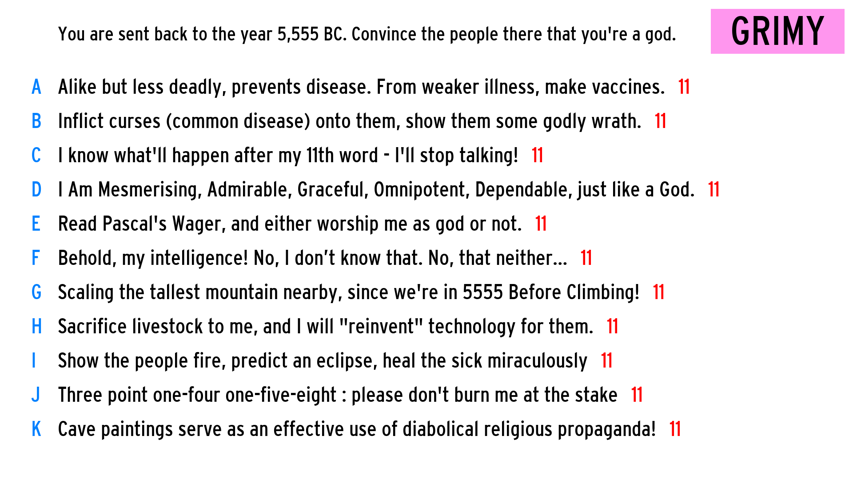 You are sent back to the year 5,555 BC. Convince the people there that you're a god.
GRIMY
A Alike but less deadly, prevents disease. From weaker illness, make vaccines. 11
B Inflict curses (common disease) onto them, show them some godly wrath. 11
C I know what'll happen after my 11th word - I'll stop talking! 11
D I Am Mesmerising, Admirable, Graceful, Omnipotent, Dependable, just like a God. 11
E Read Pascal's Wager, and either worship me as god or not. 11
F Behold, my intelligence! No, I don’t know that. No, that neither... 11
G Scaling the tallest mountain nearby, since we're in 5555 Before Climbing! 11
H Sacrifice livestock to me, and I will "reinvent" technology for them. 11
I Show the people fire, predict an eclipse, heal the sick miraculously 11
J Three point one-four one-five-eight : please don't burn me at the stake 11
K Cave paintings serve as an effective use of diabolical religious propaganda! 11